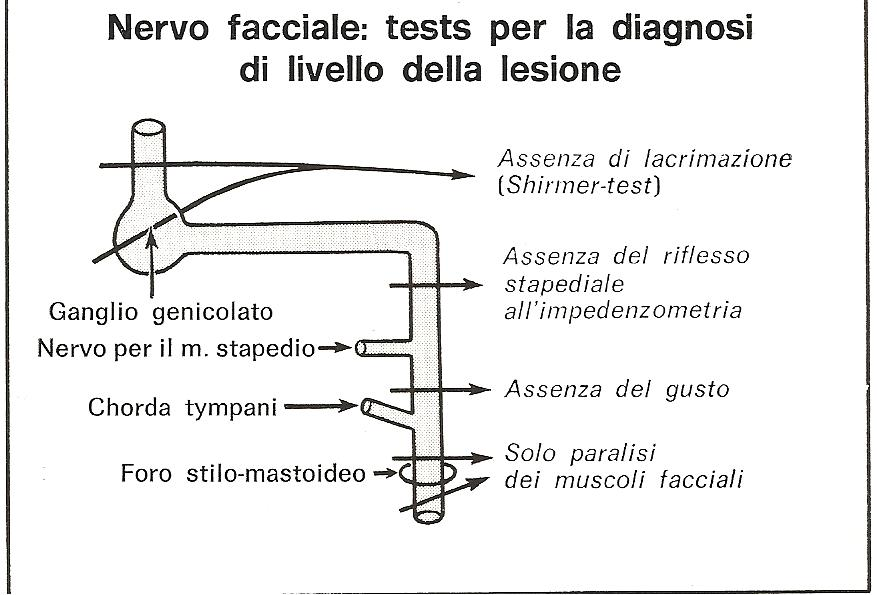 Nervo facciale: tests per la diagnosi
di livello della lesione
Assenza di lacrimazione
(Shirmer-test)
Assenza del riflesso
stapediale
all'impedenzometria
Ganglio genicolato
Nervo per il m. stapedio
Assenza del gusto
Chorda tympani
Solo paralisi
dei muscoli facciali
Foro stilo-mastoideo